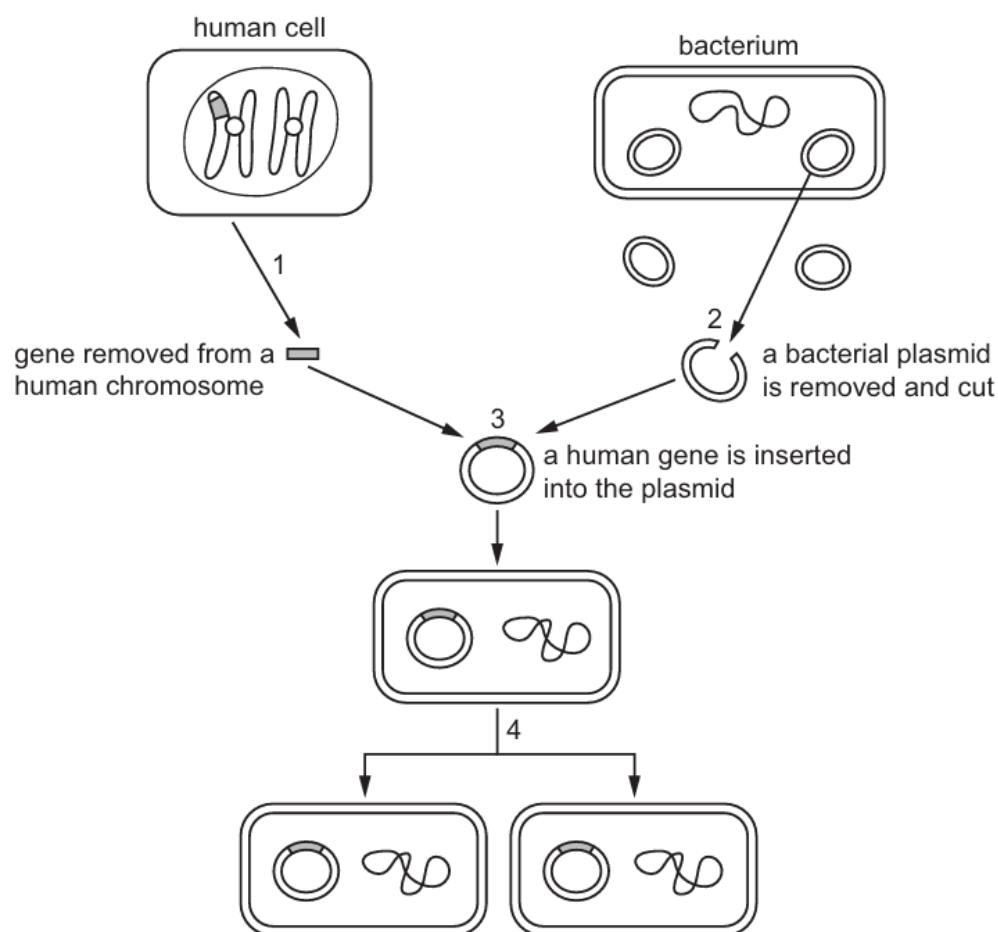 human cell
bacterium
1
2
gene removed from a
human chromosome
a bacterial plasmid
is removed and cut
3
a human gene is inserted
into the plasmid
4